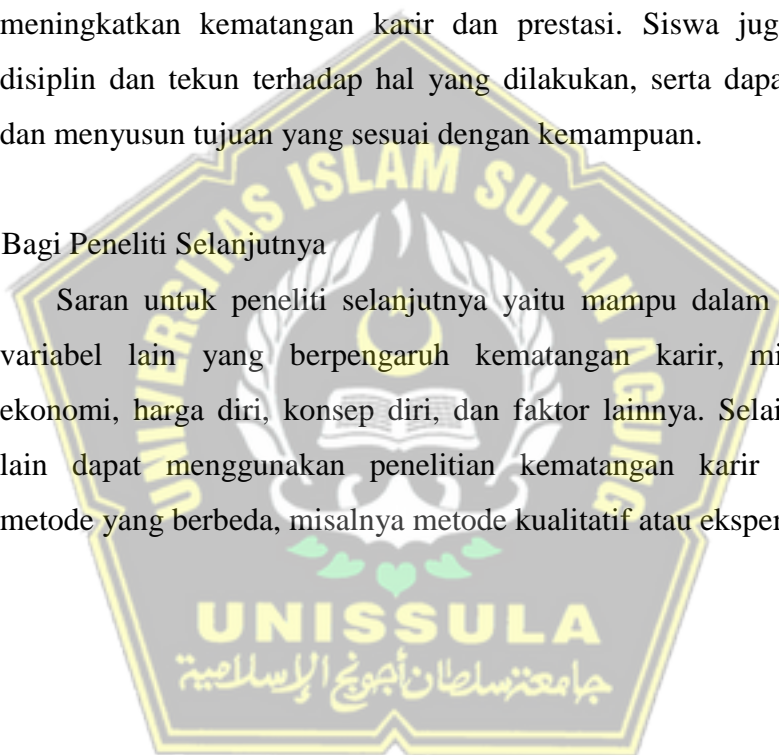 meningkatkan kematangan karir dan prestasi. Siswa jug
disiplin dan tekun terhadap hal yang dilakukan, serta dapa
dan menyusun tujuan yang sesuai dengan kemampuan.
Bagi Peneliti Selanjutnya
Saran untuk peneliti selanjutnya yaitu mampu dalam
variabel lain yang berpengaruh kematangan karir, mi
ekonomi, harga diri, konsep diri, dan faktor lainnya. Selai
lain dapat menggunakan penelitian kematangan karir
metode yang berbeda, misalnya metode kualitatif atau eksper
UNIVERSITAS ISLAM SULTAN AGUNG
UNISSULA
جامعتسلطان أجونج الإسلامية